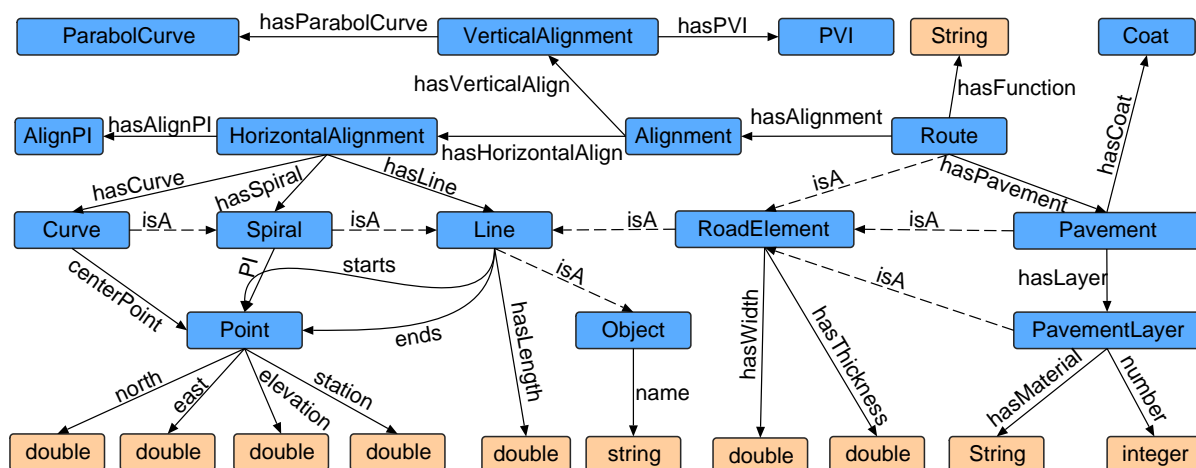 ParabolCurve
hasParabolCurve
VerticalAlignment
hasPVI
PVI
String
Coat
hasVerticalAlign
hasFunction
hasCoat
AlignPI
hasAlignPI
HorizontalAlignment
hasHorizontalAlign
Alignment
hasAlignment
Route
hasCurve
hasSpiral
hasLine
isA
hasPavement
Curve
isA
Spiral
isA
Line
isA
RoadElement
isA
Pavement
centerPoint
PI
starts
isA
isA
hasLayer
Point
ends
hasLength
Object
hasWidth
hasThickness
PavementLayer
north
east
elevation
station
name
hasMaterial
number
double
double
double
double
double
string
double
double
String
integer